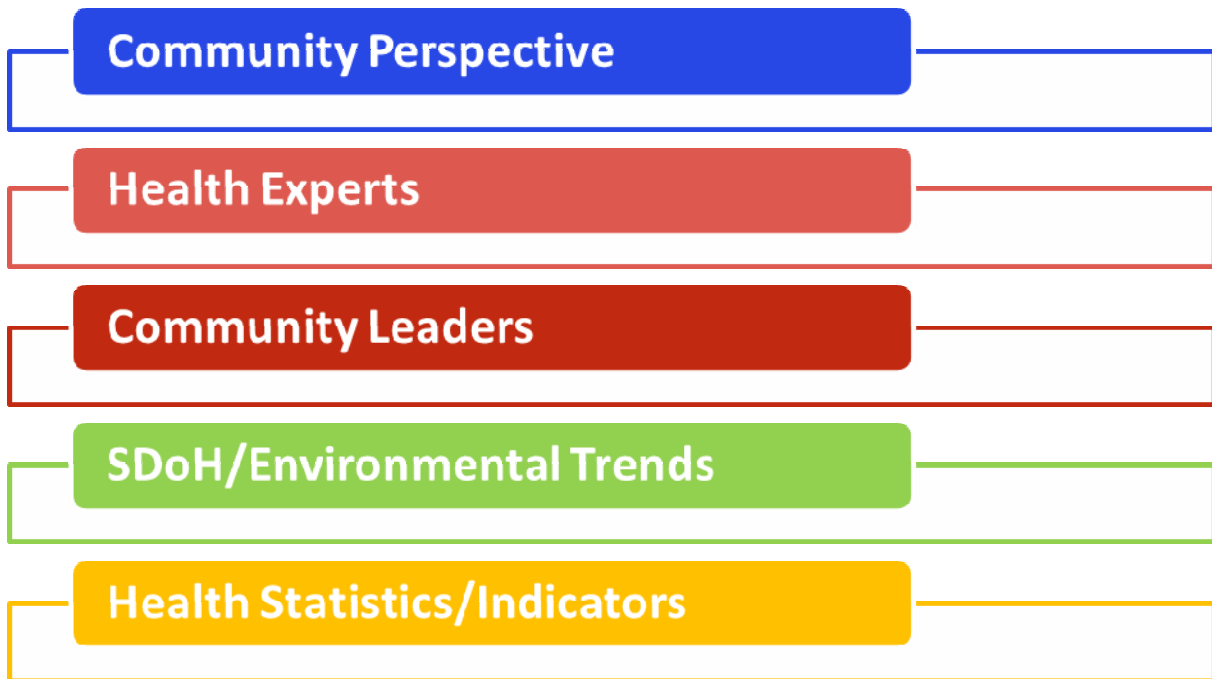 Community Perspective
Health Experts
Community Leaders
SDoH/Environmental Trends
Health Statistics/Indicators